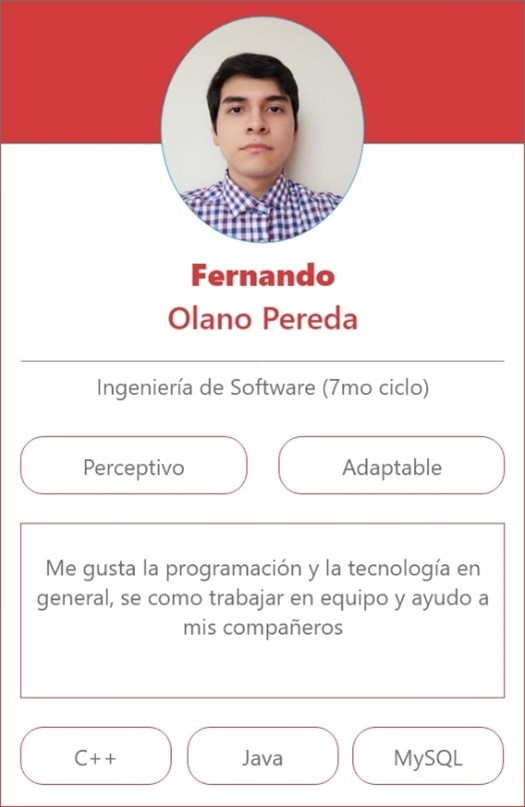 Fernando
Olano Pereda
Ingeniería de Software (7mo ciclo)
Perceptivo
Adaptable
Me gusta la programación y la tecnología en
general, se como trabajar en equipo y ayudo a
mis compañeros
C++
Java
MySQL